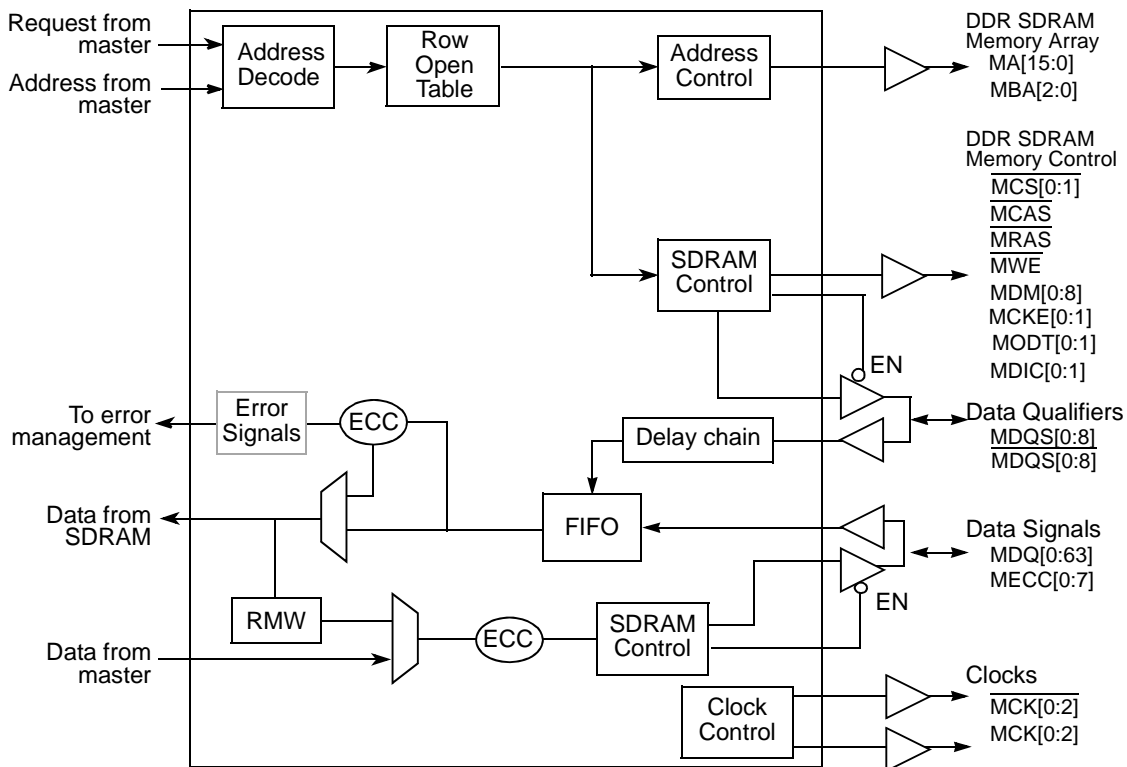 Request from
master
Address from
master
Address
Decode
Row
Open
Table
Address
Control
DDR SDRAM
Memory Array
MA[15:0]
MBA[2:0]
DDR SDRAM
Memory Control
MCS[0:1]
MCAS
MRAS
MWE
MDM[0:8]
MCKE[0:1]
MODT[0:1]
MDIC[0:1]
SDRAM
Control
EN
To error
management
Error
Signals
ECC
Delay chain
Data Qualifiers
MDQS[0:8]
MDQS[0:8]
Data from
SDRAM
FIFO
Data Signals
MDQ[0:63]
MECC[0:7]
EN
RMW
Data from
master
ECC
SDRAM
Control
Clock
Control
Clocks
MCK[0:2]
MCK[0:2]